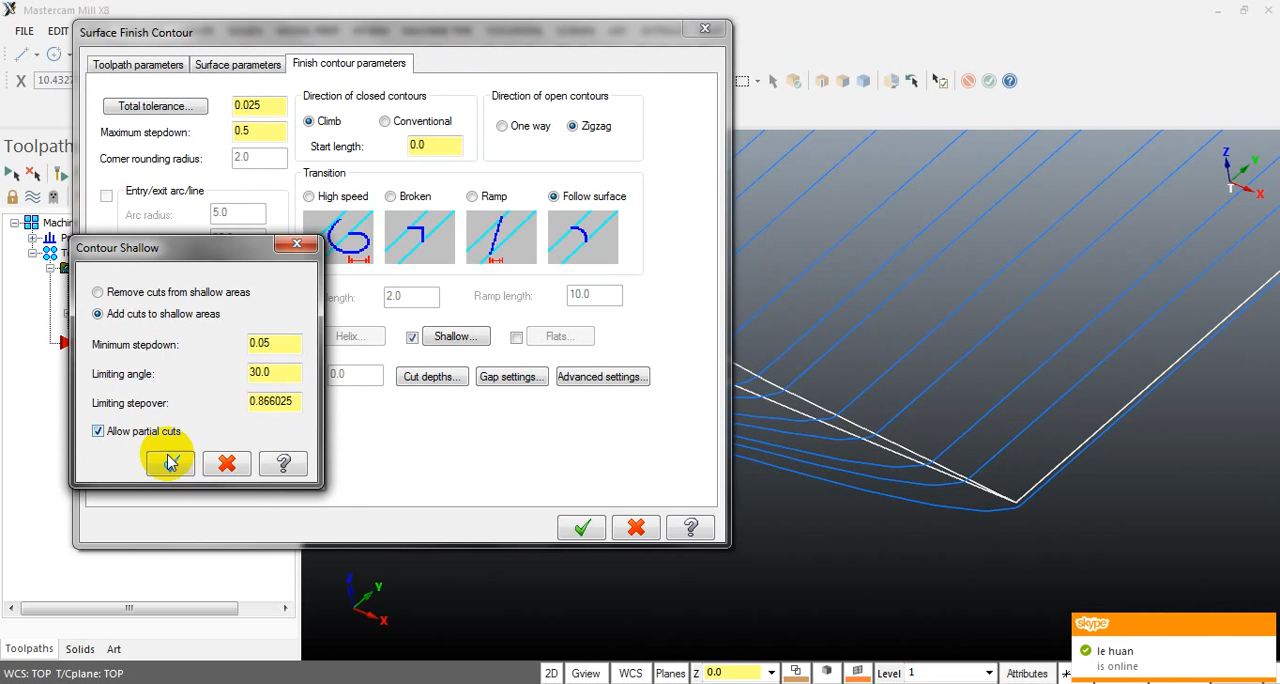 Mastercam Mill X8
FILE
EDIT
Surface Finish Contour
X
10.4327
Toolpath parameters
Surface parameters
Finish contour parameters
Total tolerance...
0.025
Maximum stepdown:
0.5
Corner rounding radius:
2.0
Entry/exit arc/line
Arc radius:
5.0
Direction of closed contours
Climb
Conventional
Start length:
0.0
Direction of open contours
One way
Zigzag
Transition
High speed
Broken
Ramp
Follow surface
length:
2.0
Ramp length:
10.0
Helix...
Shallow...
Flats...
0.0
Cut depths...
Gap settings...
Advanced settings...
Toolpath
Machin
Contour Shallow
Remove cuts from shallow areas
Add cuts to shallow areas
Minimum stepdown:
0.05
Limiting angle:
30.0
Limiting stepover:
0.866025
Allow partial cuts
Z
Y
T
X
Z
Y
X
Toolpaths
Solids
Art
skype
le huan
is online
WCS: TOP T/Cplane: TOP
2D
Gview
WCS
Planes
Z
0.0
Level
1
Attributes